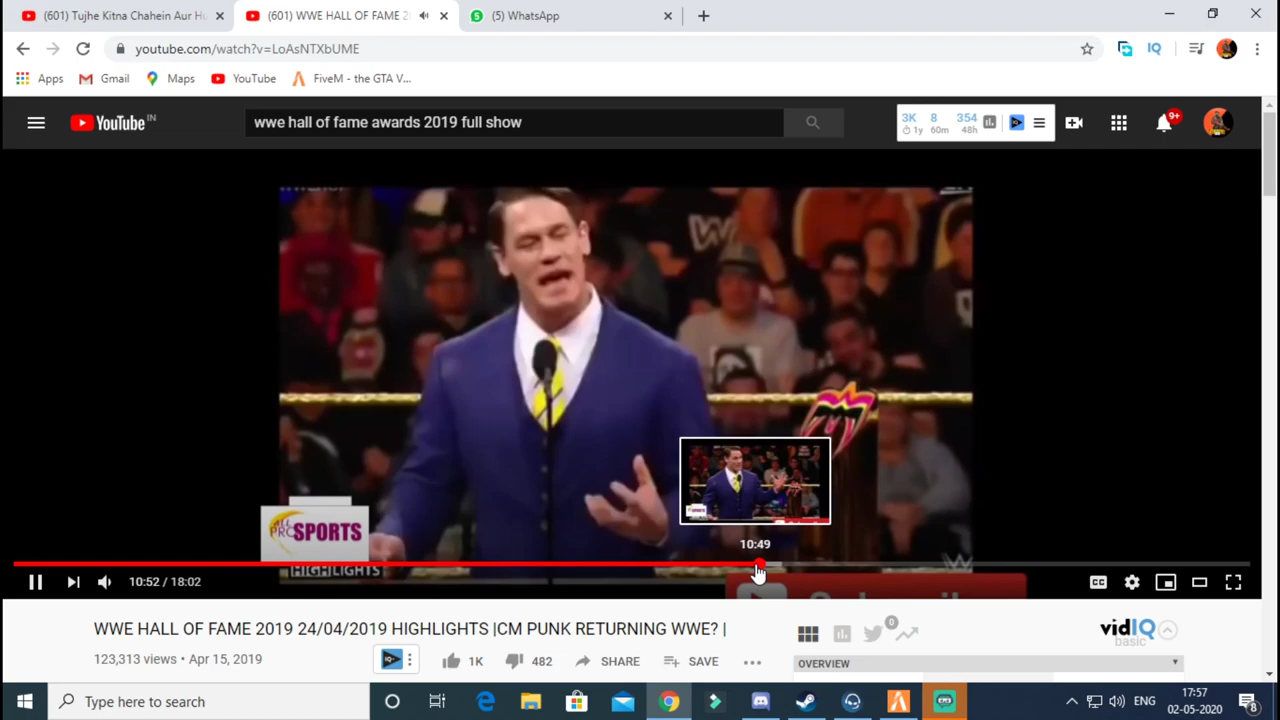 (601) Tujhe Kitna Chahein Aur Hu
(601) WWE HALL OF FAME 2
(5) WhatsApp
youtube.com/watch?v=LoAsNTXbUME
IQ
Apps
Gmail
Maps
YouTube
FiveM - the GTA V...
YouTube IN
wwe hall of fame awards 2019 full show
3K 8 354
1y 60m 48h
9+
W
SPORTS
HIGHLIGHTS
10:49
10:52 / 18:02
CC
WWE HALL OF FAME 2019 24/04/2019 HIGHLIGHTS |CM PUNK RETURNING WWE? |
123,313 views • Apr 15, 2019
1K
482
SHARE
SAVE
0
vidIQ
basic
OVERVIEW
Type here to search
ENG
17:57
02-05-2020
8